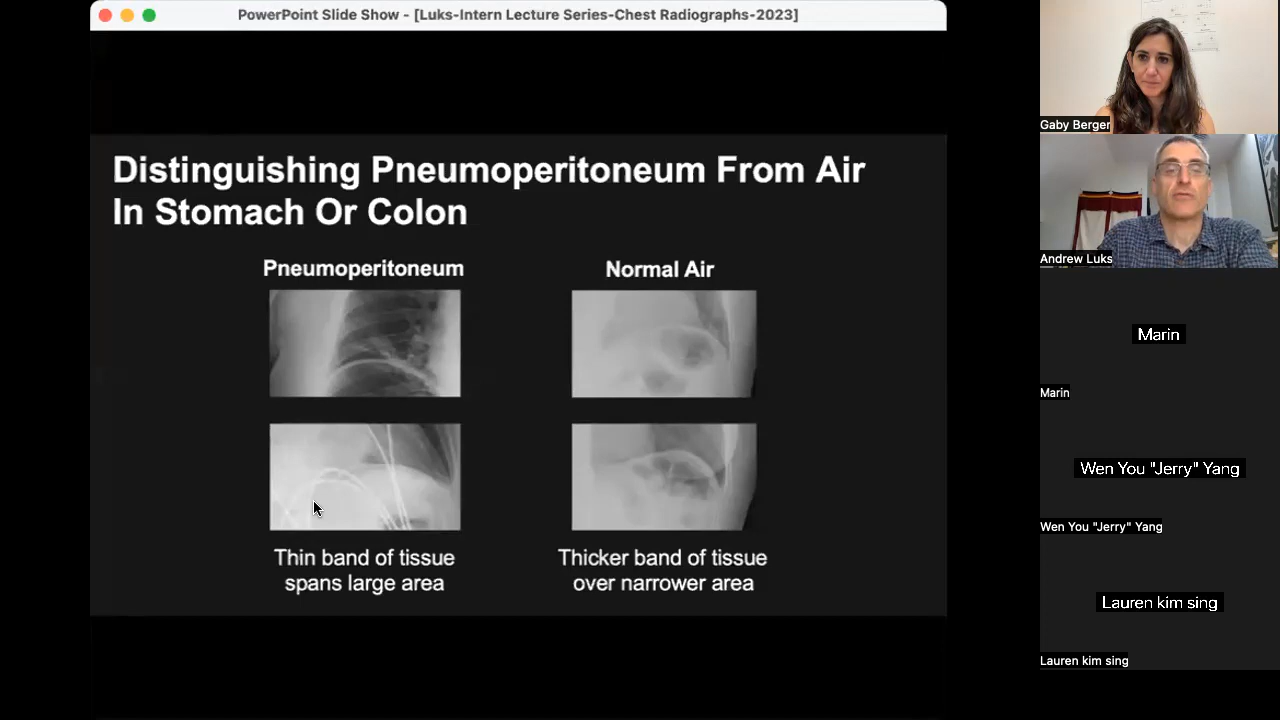 PowerPoint Slide Show - [Luks-Intern Lecture Series-Chest Radiographs-2023]
Distinguishing Pneumoperitoneum From Air
In Stomach Or Colon
Pneumoperitoneum
Normal Air
Thin band of tissue
spans large area
Thicker band of tissue
over narrower area
Gaby Berger
Andrew Luks
Marin
Marin
Wen You "Jerry" Yang
Wen You "Jerry" Yang
Lauren kim sing
Lauren kim sing